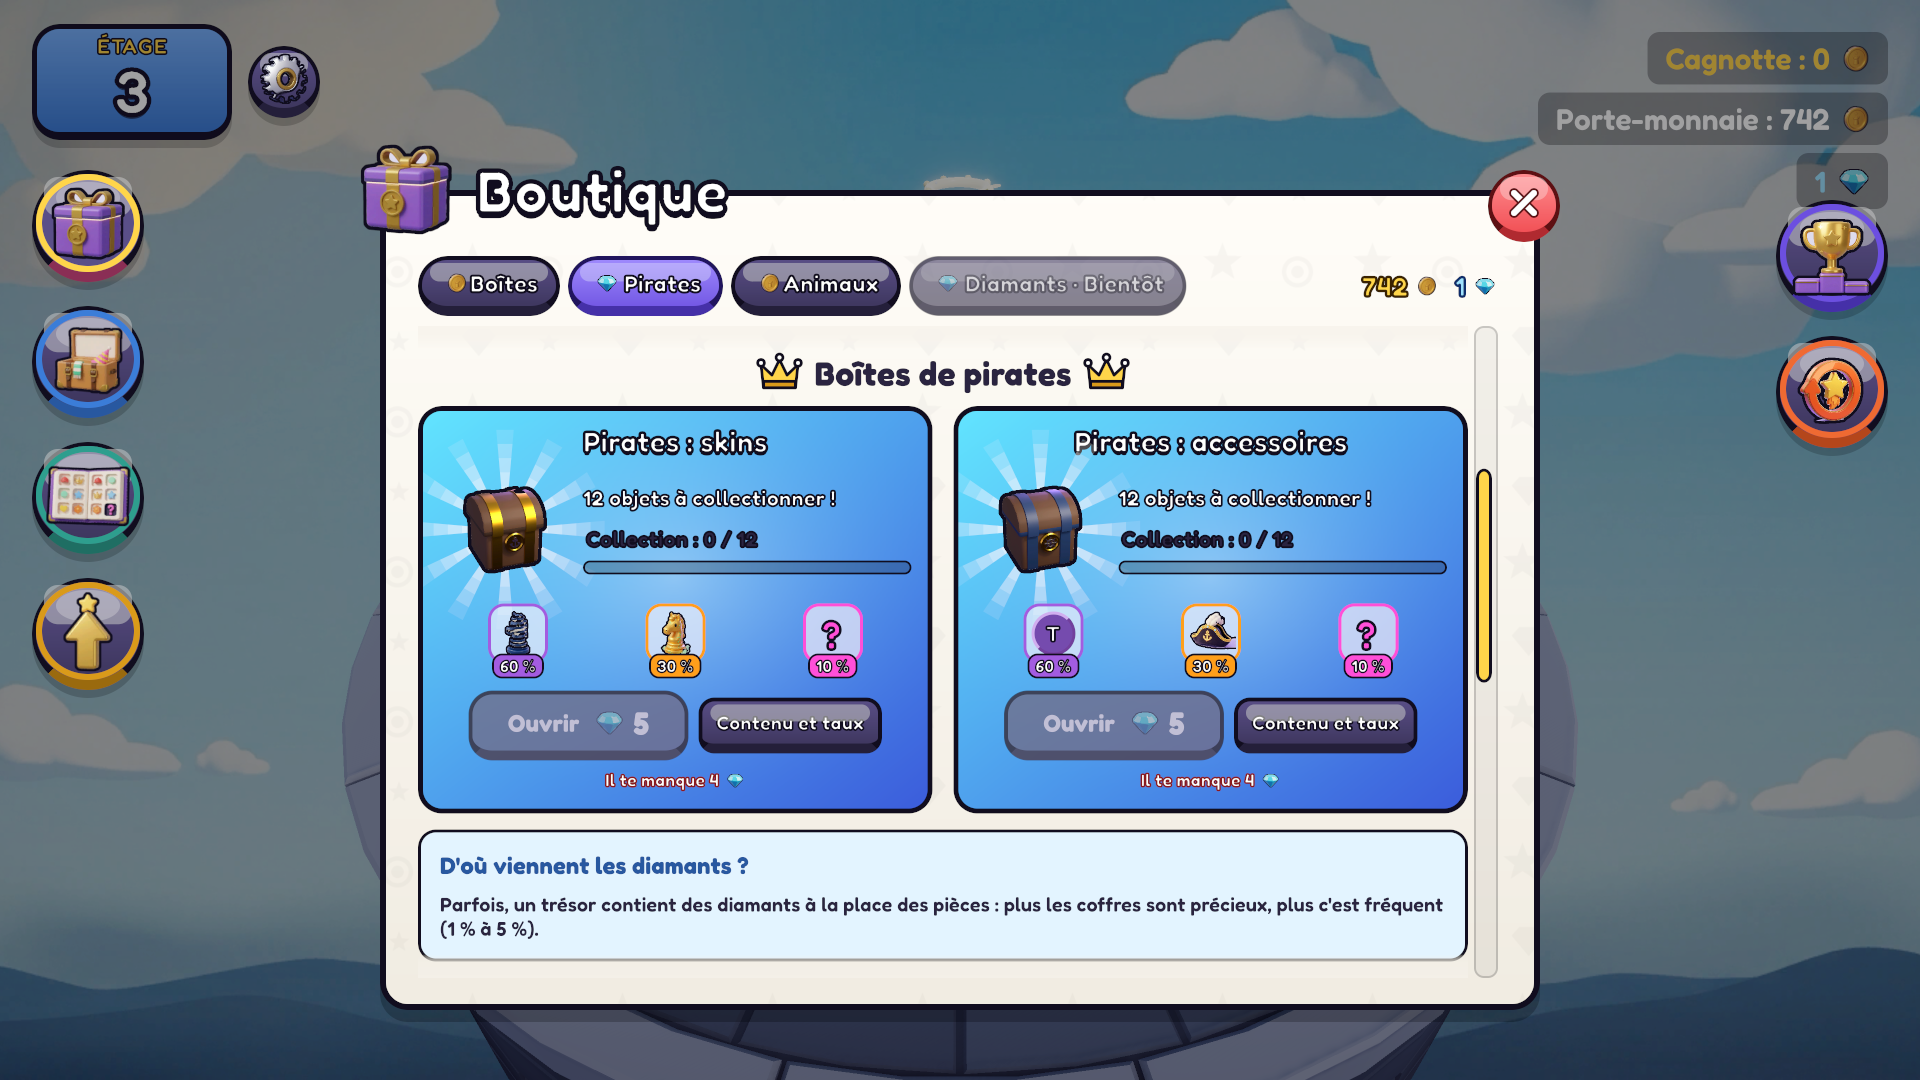 ÉTAGE
3
Cagnotte : 0
Porte-monnaie : 742
1
Boutique
Boîtes
Pirates
Animaux
Diamants · Bientôt
742
1
Boîtes de pirates
Pirates : skins
12 objets à collectionner !
Collection : 0 / 12
60 %
30 %
?
10 %
Ouvrir 5
Contenu et taux
Il te manque 4
Pirates : accessoires
12 objets à collectionner !
Collection : 0 / 12
T
60 %
30 %
?
10 %
Ouvrir 5
Contenu et taux
Il te manque 4
D'où viennent les diamants ?
Parfois, un trésor contient des diamants à la place des pièces : plus les coffres sont précieux, plus c'est fréquent
(1 % à 5 %).